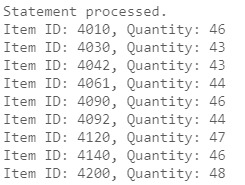 Statement processed.
Item ID: 4010, Quantity: 46
Item ID: 4030, Quantity: 43
Item ID: 4042, Quantity: 43
Item ID: 4061, Quantity: 44
Item ID: 4090, Quantity: 46
Item ID: 4092, Quantity: 44
Item ID: 4120, Quantity: 47
Item ID: 4140, Quantity: 46
Item ID: 4200, Quantity: 48